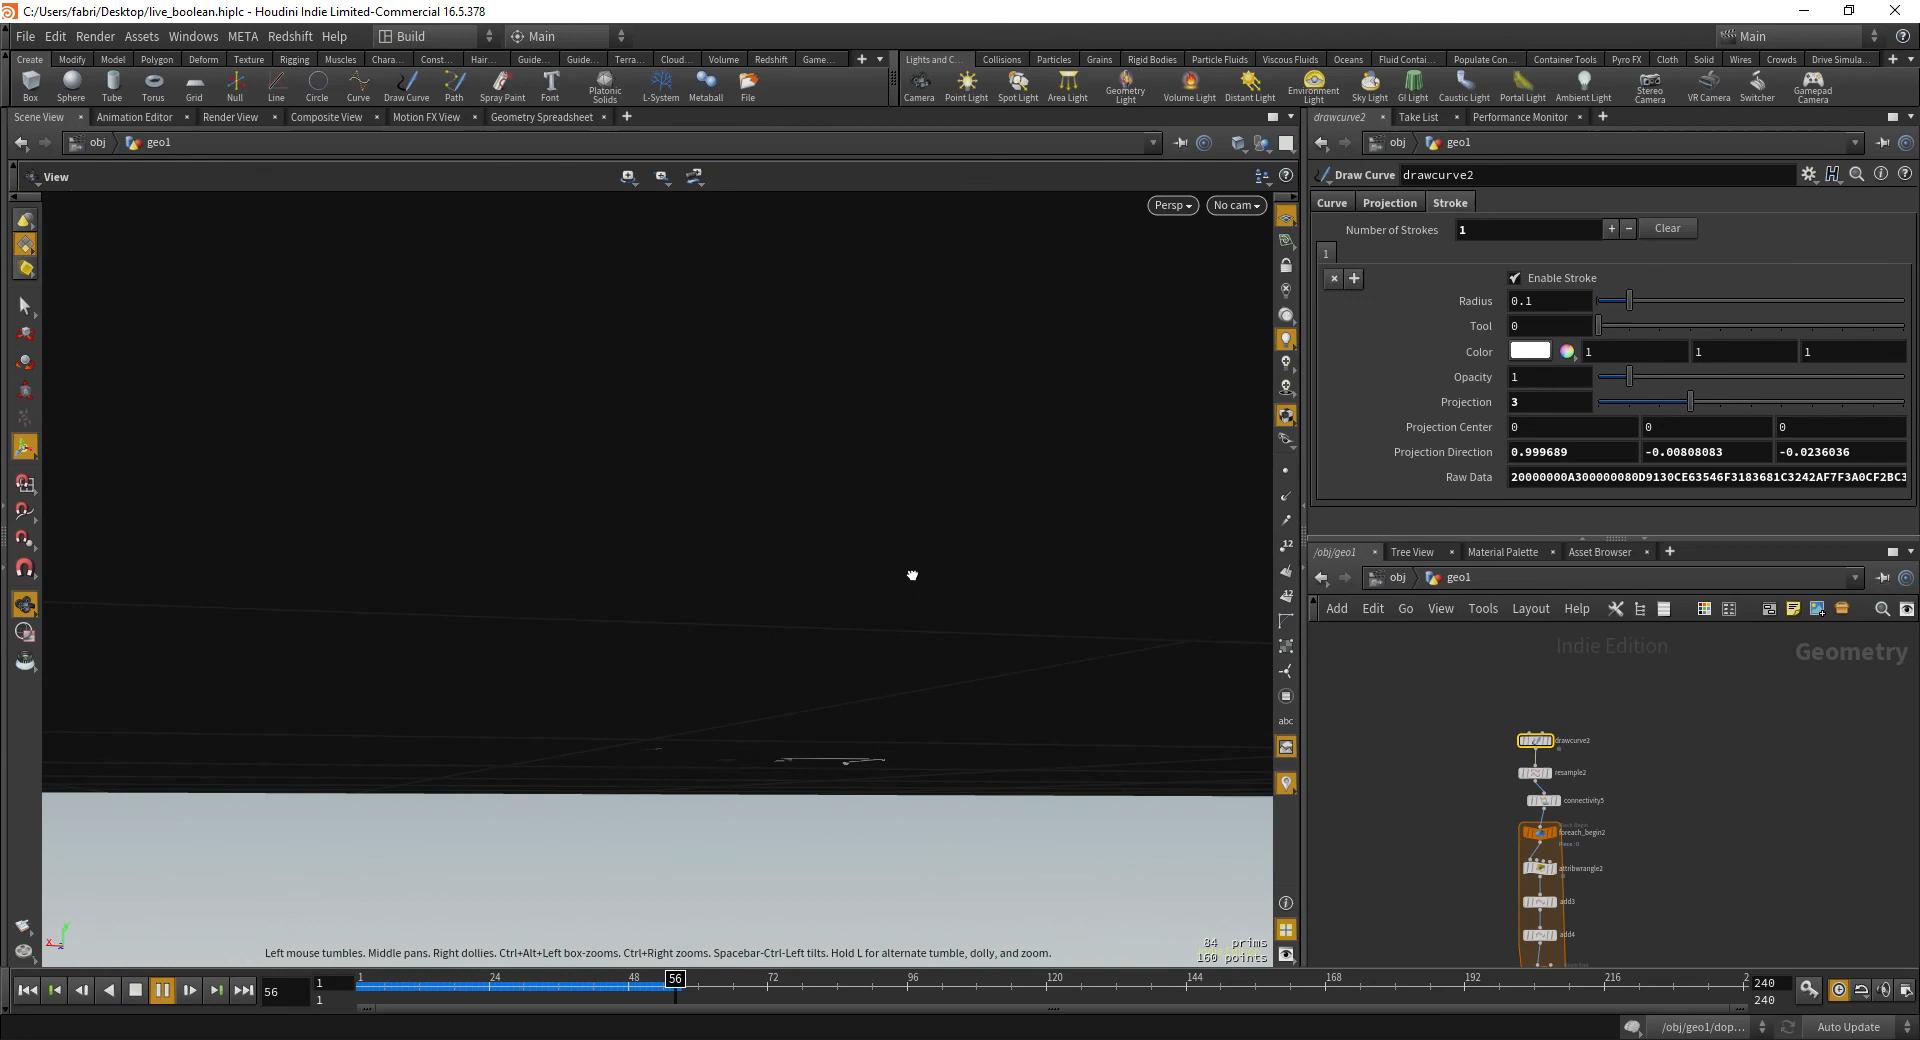 C:/Users/fabri/Desktop/live_boolean.hiplc - Houdini Indie Limited-Commercial 16.5.378
File Edit Render Assets Windows META Redshift Help Build Main Main
Create Modify Model Polygon Deform Texture Rigging Muscles Chara... Const... Hair... Guide... Guide... Terra... Cloud... Volume Redshift Game...
Lights and C... Collisions Particles Grains Rigid Bodies Particle Fluids Viscous Fluids Oceans Fluid Contai... Populate Con... Container Tools Pyro FX Cloth Solid Wires Crowds Drive Simula...
Box Sphere Tube Torus Grid Null Line Circle Curve Draw Curve Path Spray Paint Font Platonic Solids L-System Metaball File
Camera Point Light Spot Light Area Light Geometry Light Volume Light Distant Light Environment Light Sky Light GI Light Caustic Light Portal Light Ambient Light Stereo Camera VR Camera Switcher Gamepad Camera
Scene View Animation Editor Render View Composite View Motion FX View Geometry Spreadsheet
drawcurve2 Take List Performance Monitor
obj geo1
obj geo1
View
Persp No cam
Draw Curve drawcurve2
Curve Projection Stroke
Number of Strokes 1 + − Clear
1
Enable Stroke
Radius 0.1
Tool 0
Color 1 1 1
Opacity 1
Projection 3
Projection Center 0 0 0
Projection Direction 0.999689 -0.00808083 -0.0236036
Raw Data 20000000A300000080D9130CE63546F3183681C3242AF7F3A0CF2BC3
/obj/geo1 Tree View Material Palette Asset Browser
obj geo1
Add Edit Go View Tools Layout Help
Indie Edition
Geometry
drawcurve2
resample2
connectivity5
foreach_begin2
Piece : 0
attribwrangle2
add3
add4
12
12
abc
x y
84 prims
160 points
Left mouse tumbles. Middle pans. Right dollies. Ctrl+Alt+Left box-zooms. Ctrl+Right zooms. Spacebar-Ctrl-Left tilts. Hold L for alternate tumble, dolly, and zoom.
56 1 1 1 24 48 56 72 96 120 144 168 192 216 2 240 240
/obj/geo1/dop... Auto Update